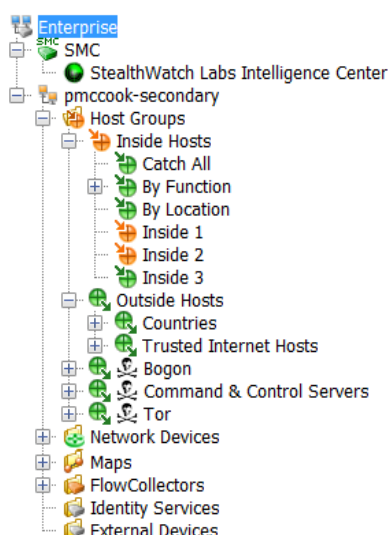 Enterprise
SMC
SMC
StealthWatch Labs Intelligence Center
pmccook-secondary
Host Groups
Inside Hosts
Catch All
By Function
By Location
Inside 1
Inside 2
Inside 3
Outside Hosts
Countries
Trusted Internet Hosts
Bogon
Command & Control Servers
Tor
Network Devices
Maps
FlowCollectors
Identity Services
External Devices